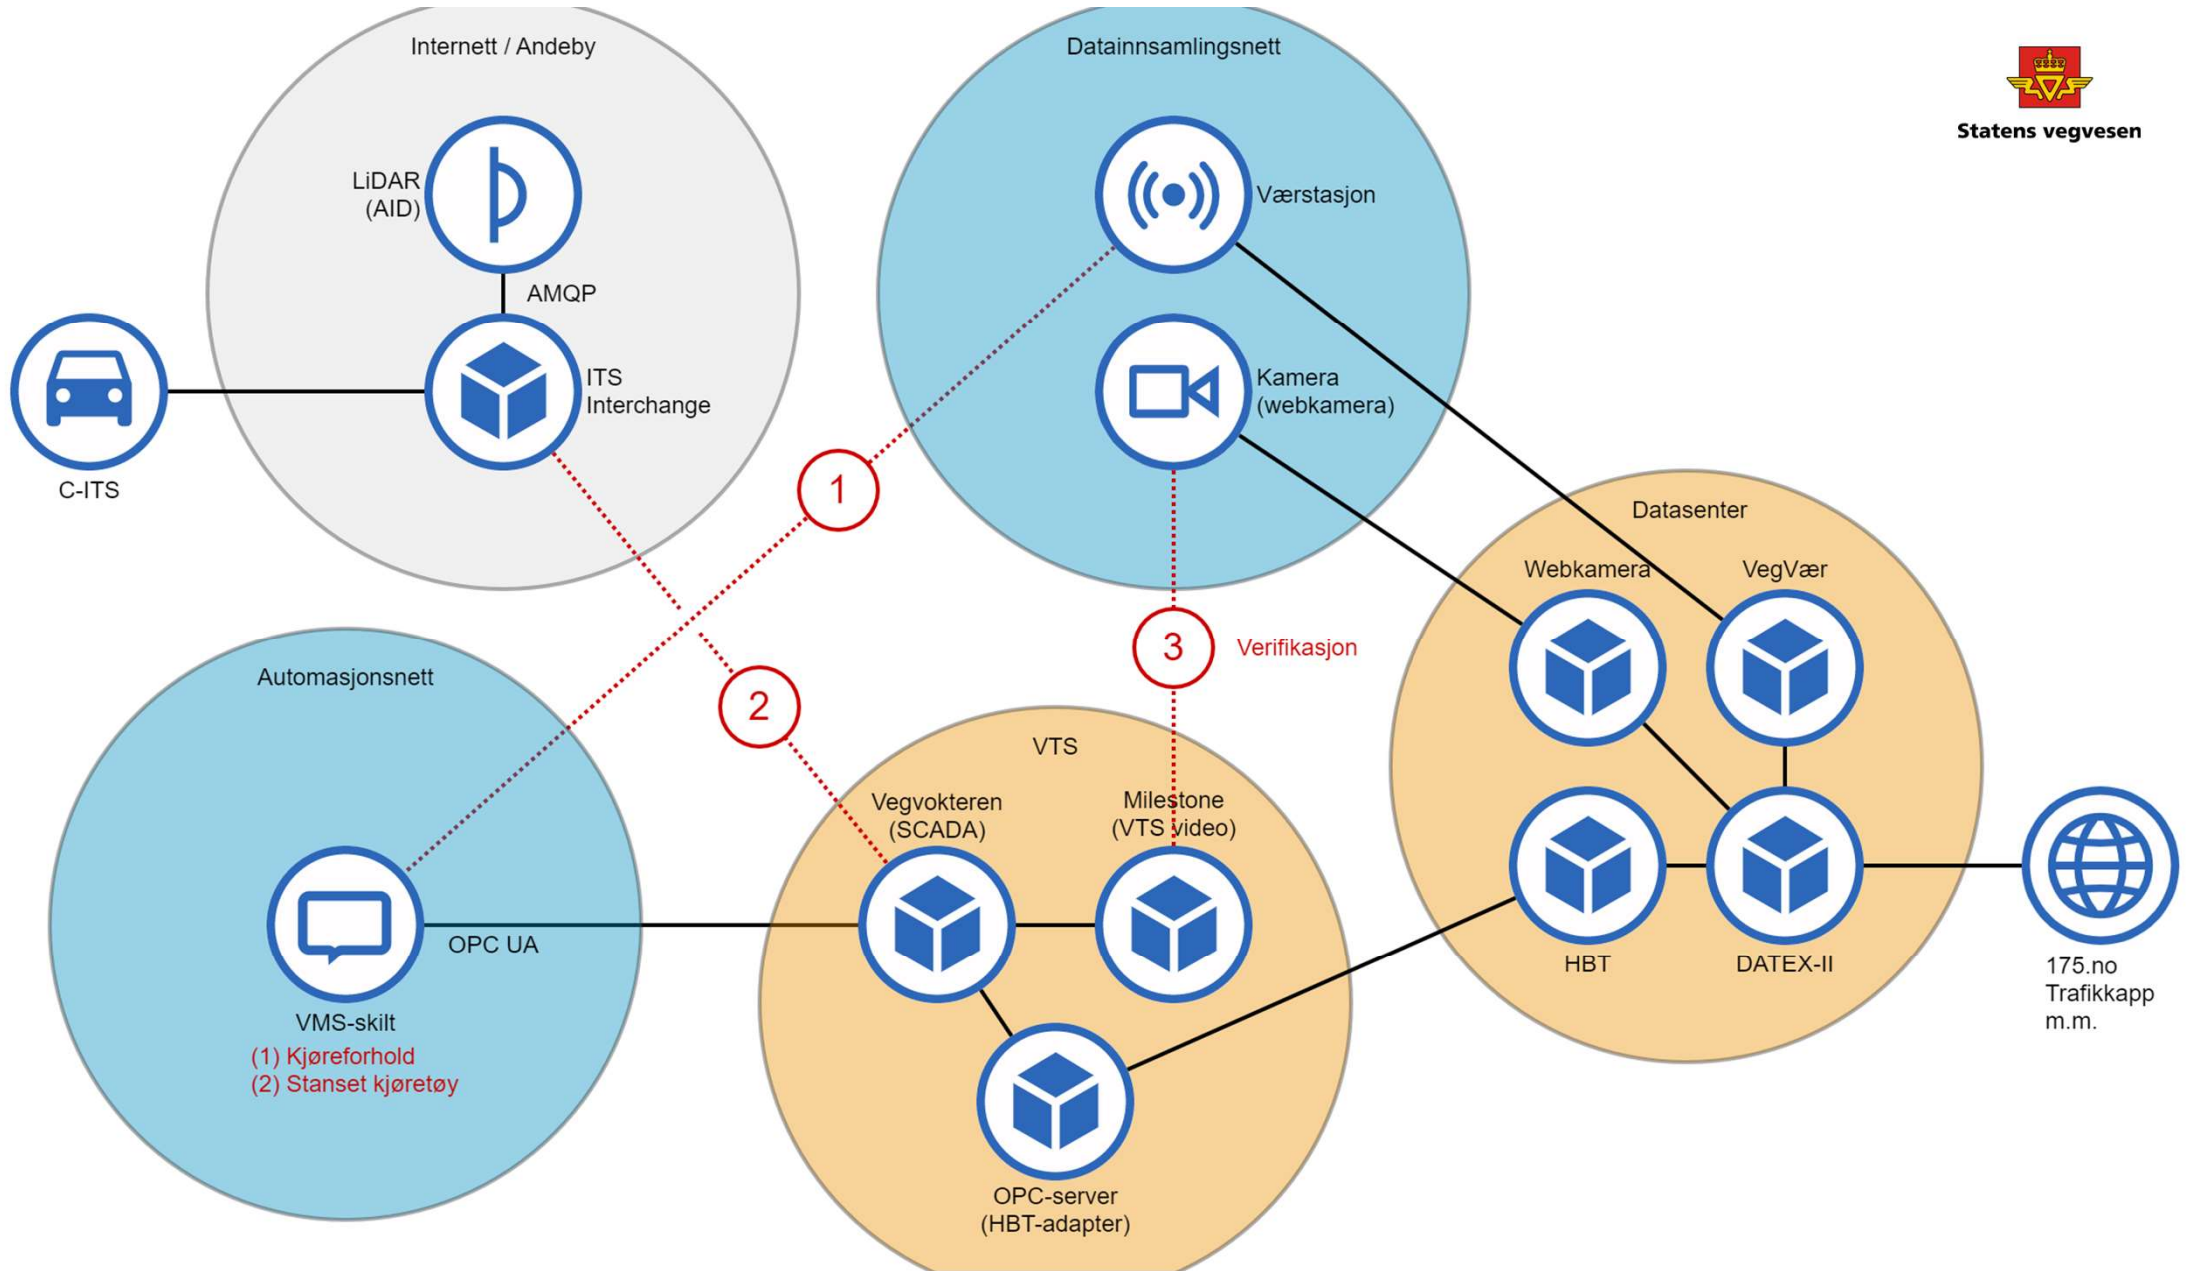 Internett / Andeby
LiDAR
(AID)
AMQP
ITS
Interchange
C-ITS
Datainnsamlingsnett
Værstasjon
Kamera
(webkamera)
Statens vegvesen
1
2
3
Verifikasjon
Automasjonsnett
OPC UA
VMS-skilt
(1) Kjøreforhold
(2) Stanset kjøretøy
VTS
Vegvokteren
(SCADA)
Milestone
(VTS video)
OPC-server
(HBT-adapter)
Datasenter
Webkamera
VegVær
HBT
DATEX-II
175.no
Trafikkapp
m.m.